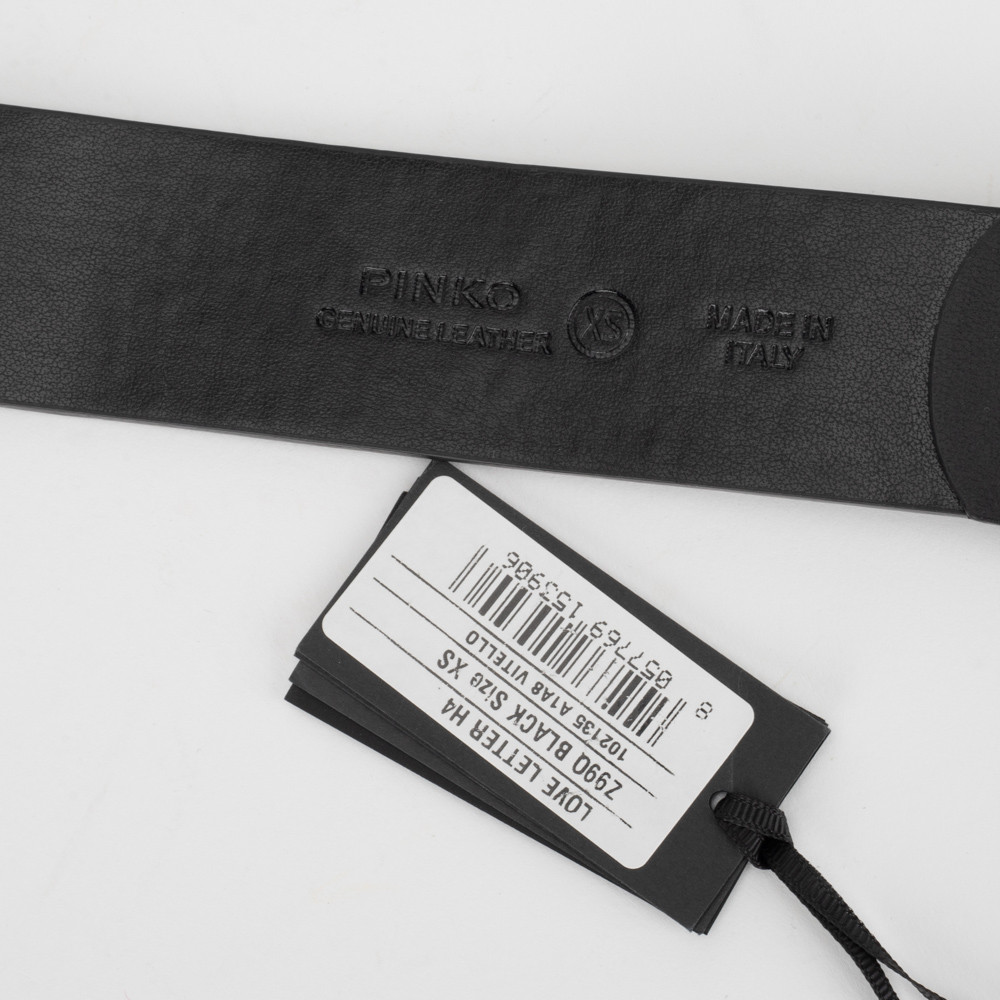 PINKO
GENUINE LEATHER
XS
MADE IN
ITALY
LOVE LETTER H4
Z99Q BLACK Size XS
102135 A1A8 VITELLO
8 057769 153906